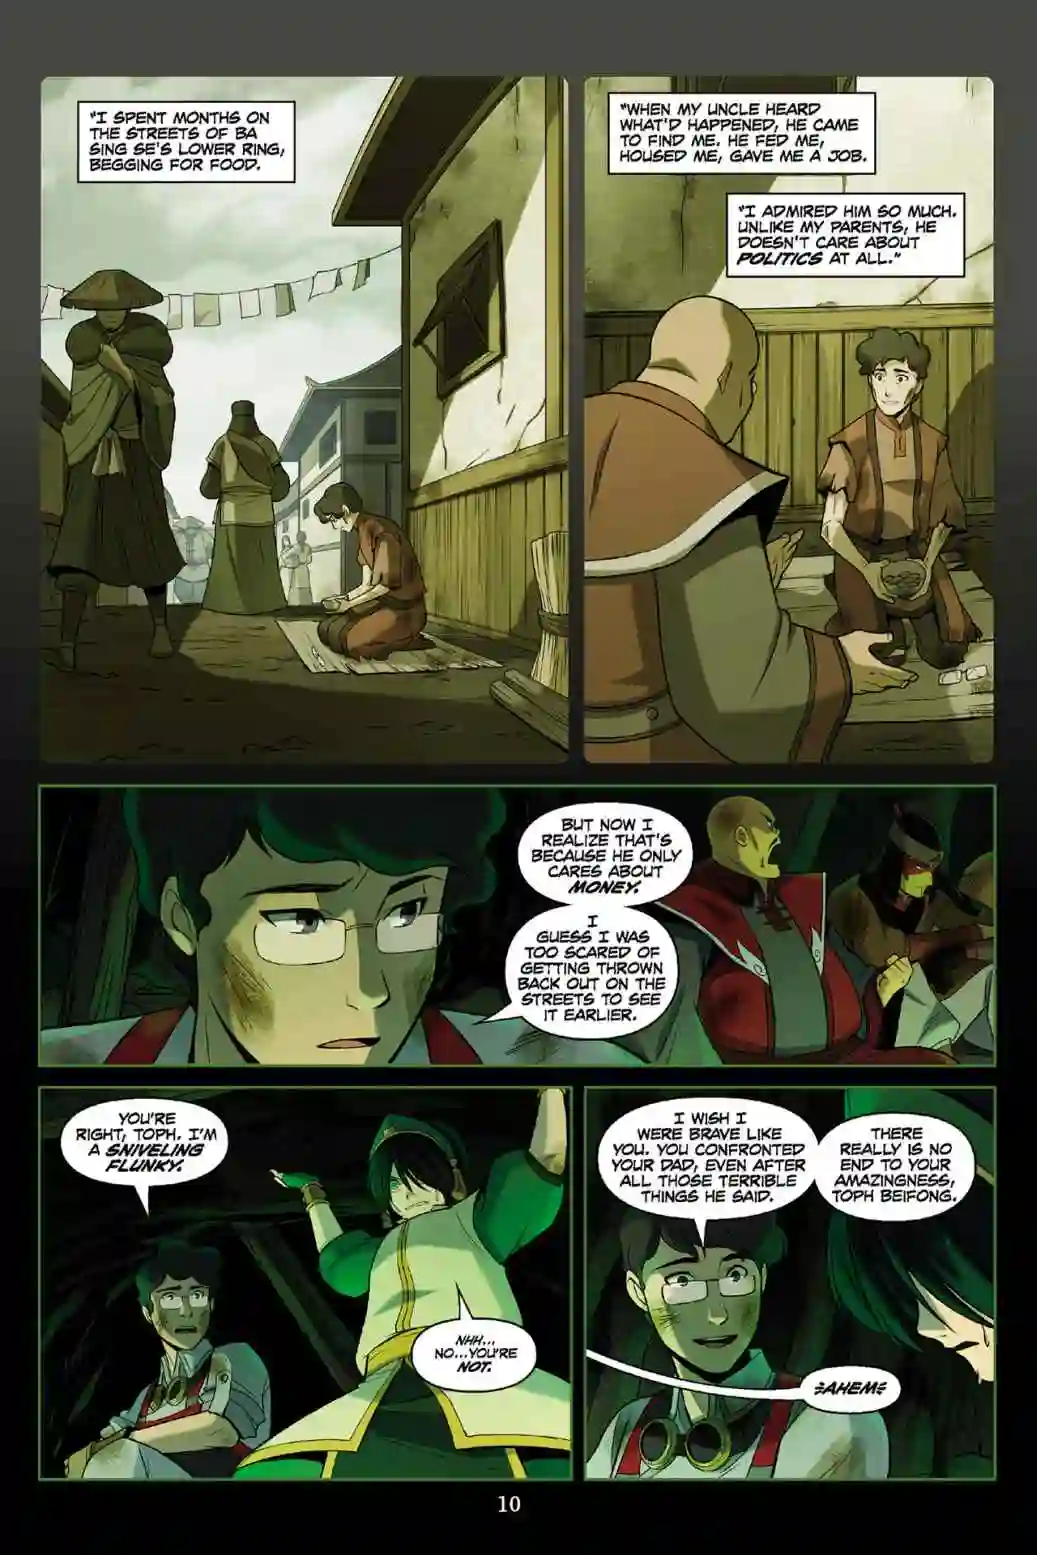 "I SPENT MONTHS ON
THE STREETS OF BA
SING SE'S LOWER RING,
BEGGING FOR FOOD.
"WHEN MY UNCLE HEARD
WHAT'D HAPPENED, HE CAME
TO FIND ME. HE FED ME,
HOUSED ME, GAVE ME A JOB.
"I ADMIRED HIM SO MUCH.
UNLIKE MY PARENTS, HE
DOESN'T CARE ABOUT
POLITICS AT ALL."
BUT NOW I
REALIZE THAT'S
BECAUSE HE ONLY
CARES ABOUT
MONEY.
I
GUESS I WAS
TOO SCARED OF
GETTING THROWN
BACK OUT ON THE
STREETS TO SEE
IT EARLIER.
YOU'RE
RIGHT, TOPH. I'M
A SNIVELING
FLUNKY.
NHH...
NO...YOU'RE
NOT.
I WISH I
WERE BRAVE LIKE
YOU. YOU CONFRONTED
YOUR DAD, EVEN AFTER
ALL THOSE TERRIBLE
THINGS HE SAID.
THERE
REALLY IS NO
END TO YOUR
AMAZINGNESS,
TOPH BEIFONG.
AHEM
10